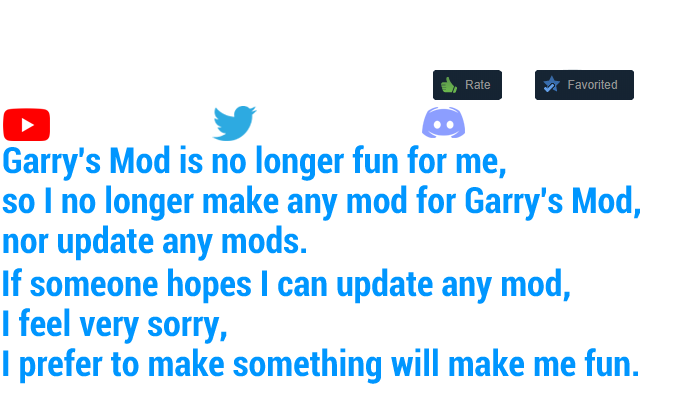 Rate Favorited
Garry's Mod is no longer fun for me,
so I no longer make any mod for Garry's Mod,
nor update any mods.
If someone hopes I can update any mod,
I feel very sorry,
I prefer to make something will make me fun.